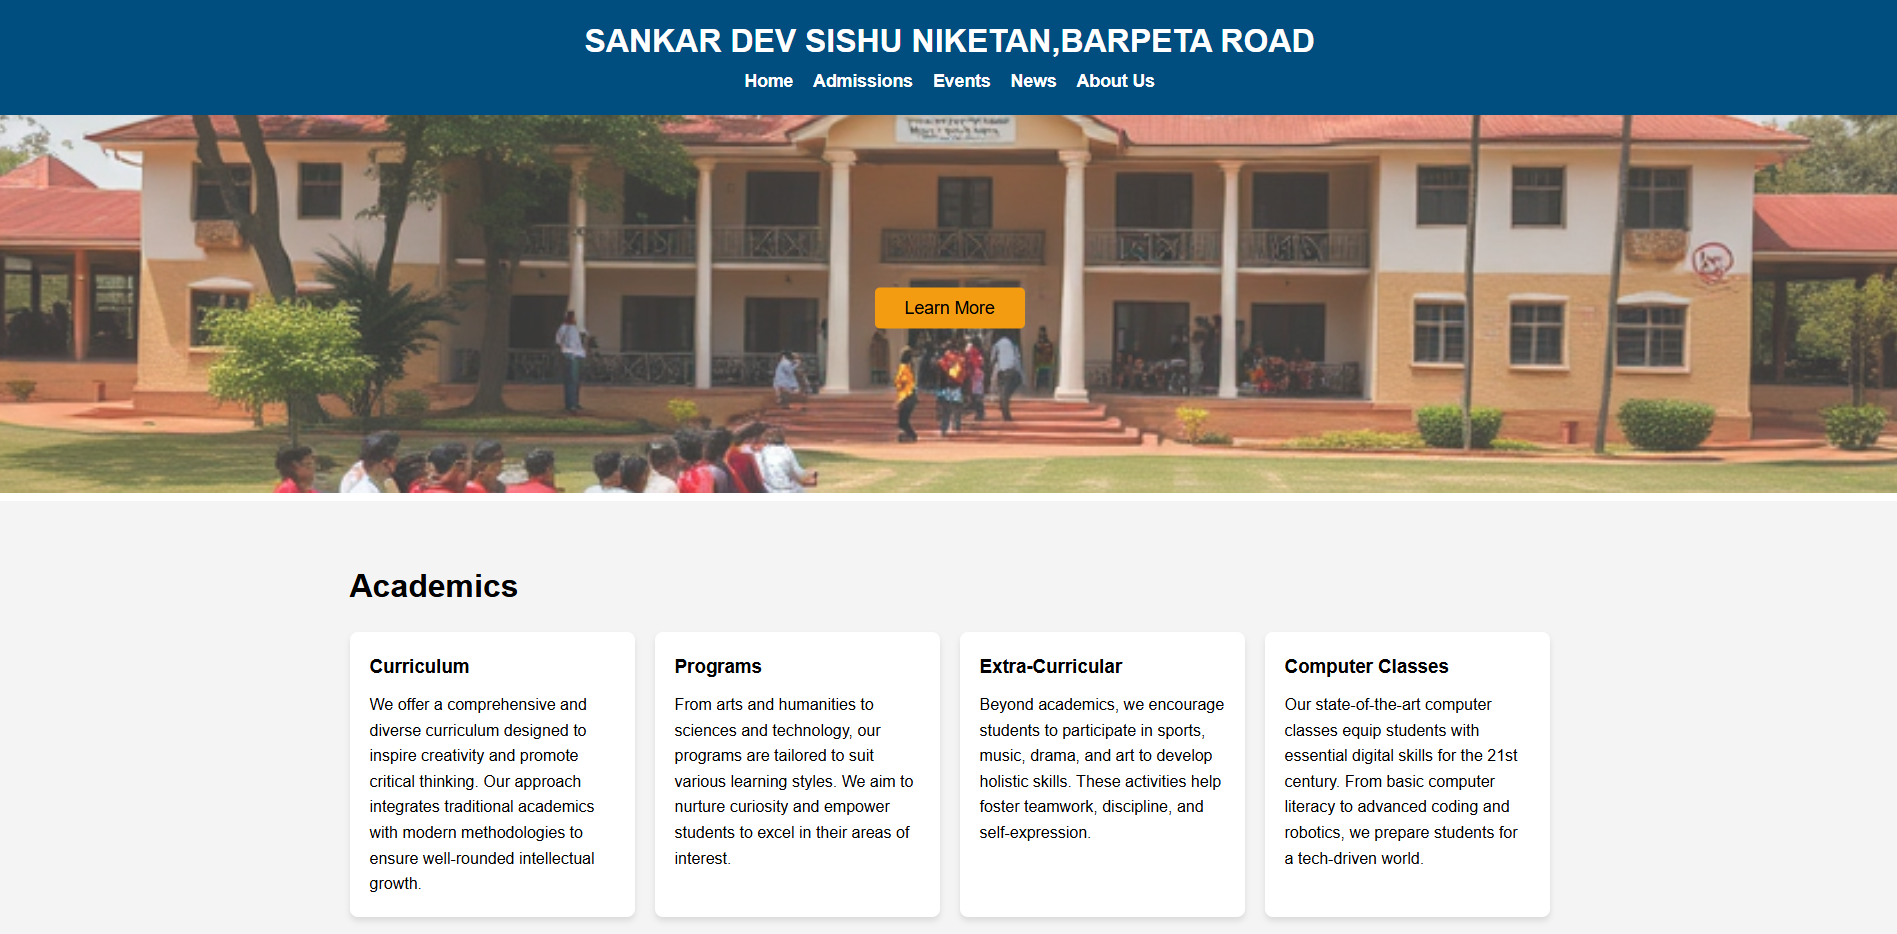 SANKAR DEV SISHU NIKETAN,BARPETA ROAD
Home Admissions Events News About Us
Learn More
Academics
Curriculum
We offer a comprehensive and
diverse curriculum designed to
inspire creativity and promote
critical thinking. Our approach
integrates traditional academics
with modern methodologies to
ensure well-rounded intellectual
growth.
Programs
From arts and humanities to
sciences and technology, our
programs are tailored to suit
various learning styles. We aim to
nurture curiosity and empower
students to excel in their areas of
interest.
Extra-Curricular
Beyond academics, we encourage
students to participate in sports,
music, drama, and art to develop
holistic skills. These activities help
foster teamwork, discipline, and
self-expression.
Computer Classes
Our state-of-the-art computer
classes equip students with
essential digital skills for the 21st
century. From basic computer
literacy to advanced coding and
robotics, we prepare students for
a tech-driven world.